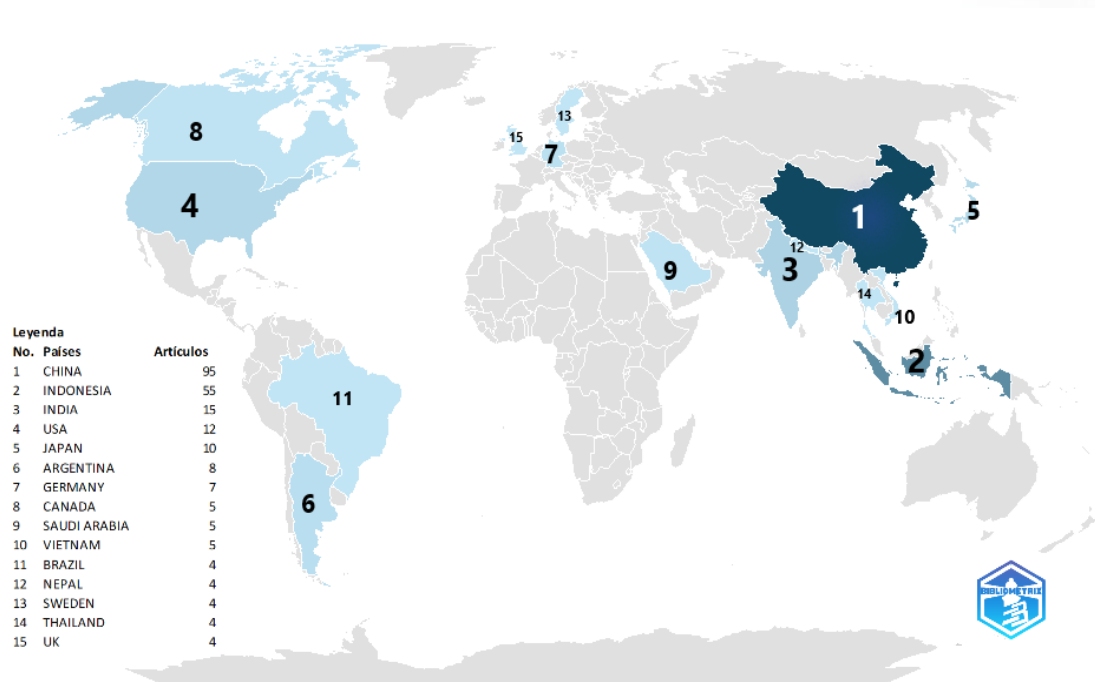 8
4
15
13
7
1
5
12
3
9
14
10
2
11
6
Leyenda
No. Países Artículos
1 CHINA 95
2 INDONESIA 55
3 INDIA 15
4 USA 12
5 JAPAN 10
6 ARGENTINA 8
7 GERMANY 7
8 CANADA 5
9 SAUDI ARABIA 5
10 VIETNAM 5
11 BRAZIL 4
12 NEPAL 4
13 SWEDEN 4
14 THAILAND 4
15 UK 4
BIBLIOMETRIX